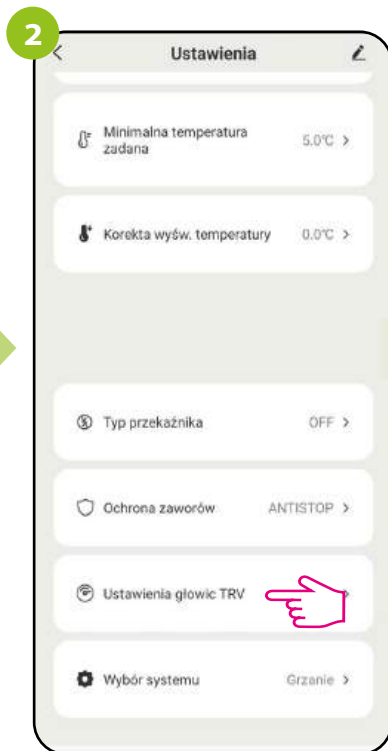 2
Ustawienia
Minimalna temperatura
zadana
5.0°C
Korekta wyśw. temperatury
0.0°C
Typ przekaźnika
OFF
Ochrona zaworów
ANTISTOP
Ustawienia głowic TRV
Wybór systemu
Grzanie